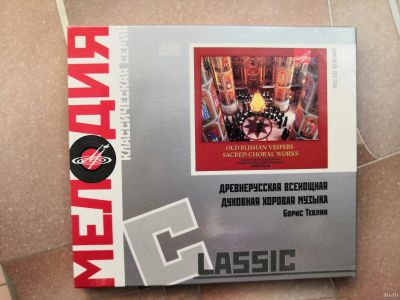 МЕЛОДИЯ
КЛАССИЧЕСКАЯ СЕРИЯ
OLD RUSSIAN VESPERS
SACRED CHORAL WORKS
ДРЕВНЕРУССКАЯ ВСЕНОЩНАЯ
ДУХОВНАЯ ХОРОВАЯ МУЗЫКА
Борис Тевлин
CLASSIC